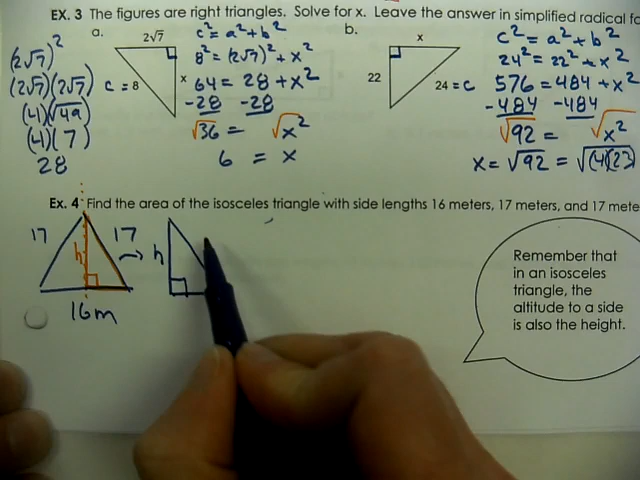 EX. 3 The figures are right triangles. Solve for x. Leave the answer in simplified radical fo
a.
2√7
c = 8
x
(2√7)²
(2√7)(2√7)
(4)(√49)
(4)(7)
28
c² = a² + b²
8² = (2√7)² + x²
64 = 28 + x²
-28 -28
√36 = √x²
6 = x
b.
x
22
24 = c
c² = a² + b²
24² = 22² + x²
576 = 484 + x²
-484 -484
√92 = √x²
x = √92 = √(4)(23)
Ex. 4 Find the area of the isosceles triangle with side lengths 16 meters, 17 meters, and 17 mete
17
h
17
16m
h
Remember that
in an isosceles
triangle, the
altitude to a side
is also the height.